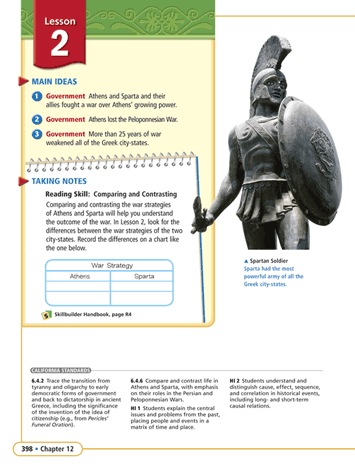 Lesson
2
MAIN IDEAS
1 Government Athens and Sparta and their
allies fought a war over Athens' growing power.
2 Government Athens lost the Peloponnesian War.
3 Government More than 25 years of war
weakened all of the Greek city-states.
TAKING NOTES
Reading Skill: Comparing and Contrasting
Comparing and contrasting the war strategies
of Athens and Sparta will help you understand
the outcome of the war. In Lesson 2, look for the
differences between the war strategies of the two
city-states. Record the differences on a chart like
the one below.
War Strategy
Athens Sparta
Skillbuilder Handbook, page R4
▲ Spartan Soldier
Sparta had the most
powerful army of all the
Greek city-states.
CALIFORNIA STANDARDS
6.4.2 Trace the transition from
tyranny and oligarchy to early
democratic forms of government
and back to dictatorship in ancient
Greece, including the significance
of the invention of the idea of
citizenship (e.g., from Pericles'
Funeral Oration).
6.4.6 Compare and contrast life in
Athens and Sparta, with emphasis
on their roles in the Persian and
Peloponnesian Wars.
HI 1 Students explain the central
issues and problems from the past,
placing people and events in a
matrix of time and place.
HI 2 Students understand and
distinguish cause, effect, sequence,
and correlation in historical events,
including long- and short-term
causal relations.
398 • Chapter 12